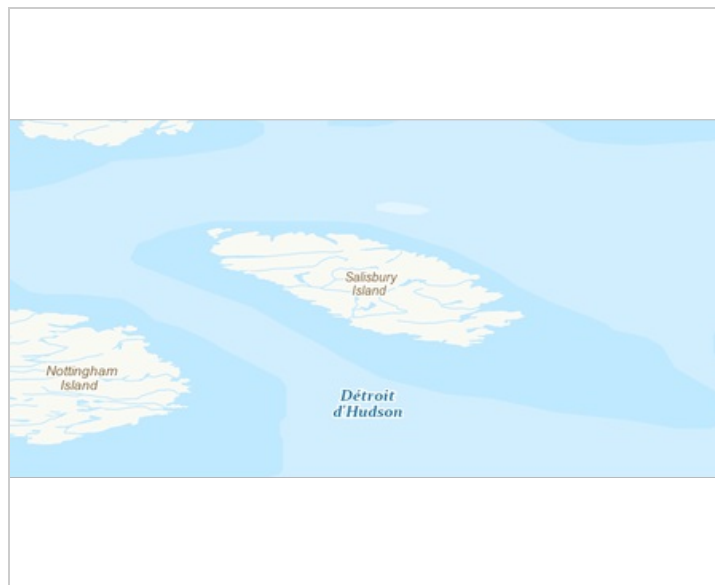 Salisbury
Island
Nottingham
Island
Détroit
d'Hudson